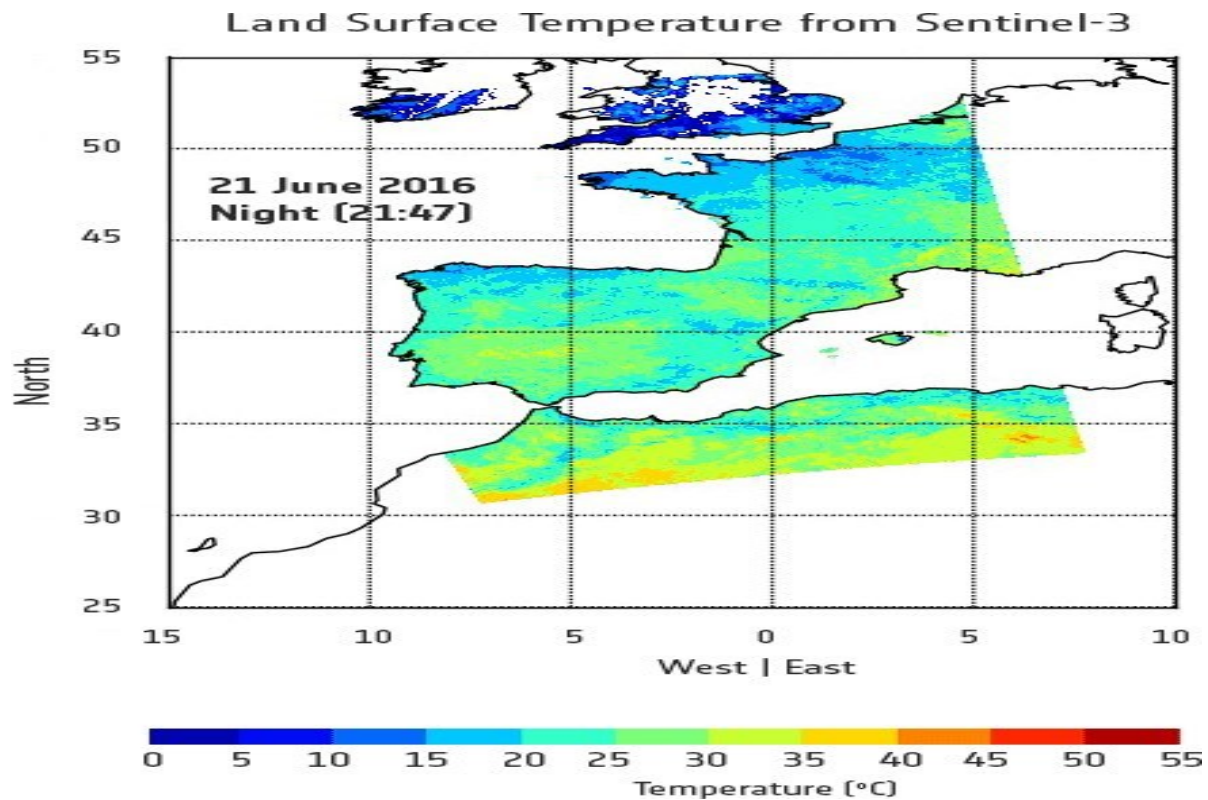 Land Surface Temperature from Sentinel-3
55
50
45
40
35
30
25
North
21 June 2016
Night (21:47)
15 10 5 0 5 10
West | East
0 5 10 15 20 25 30 35 40 45 50 55
Temperature (°C)